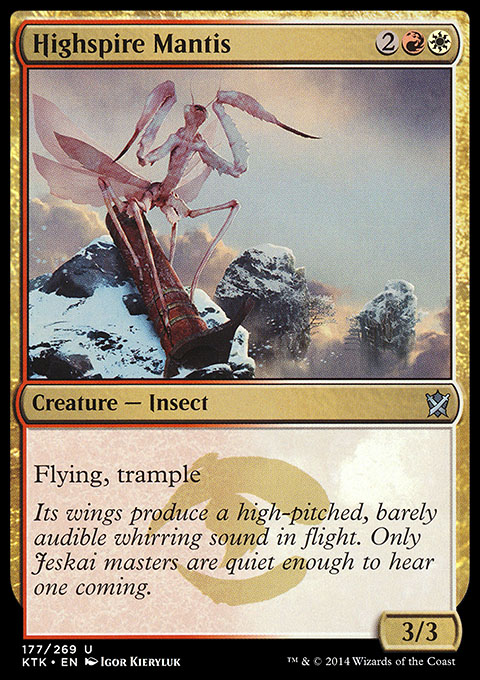 Highspire Mantis 2
Creature — Insect
Flying, trample
Its wings produce a high-pitched, barely
audible whirring sound in flight. Only
Jeskai masters are quiet enough to hear
one coming.
3/3
177/269 U
KTK • EN Igor Kieryluk
™ & © 2014 Wizards of the Coast